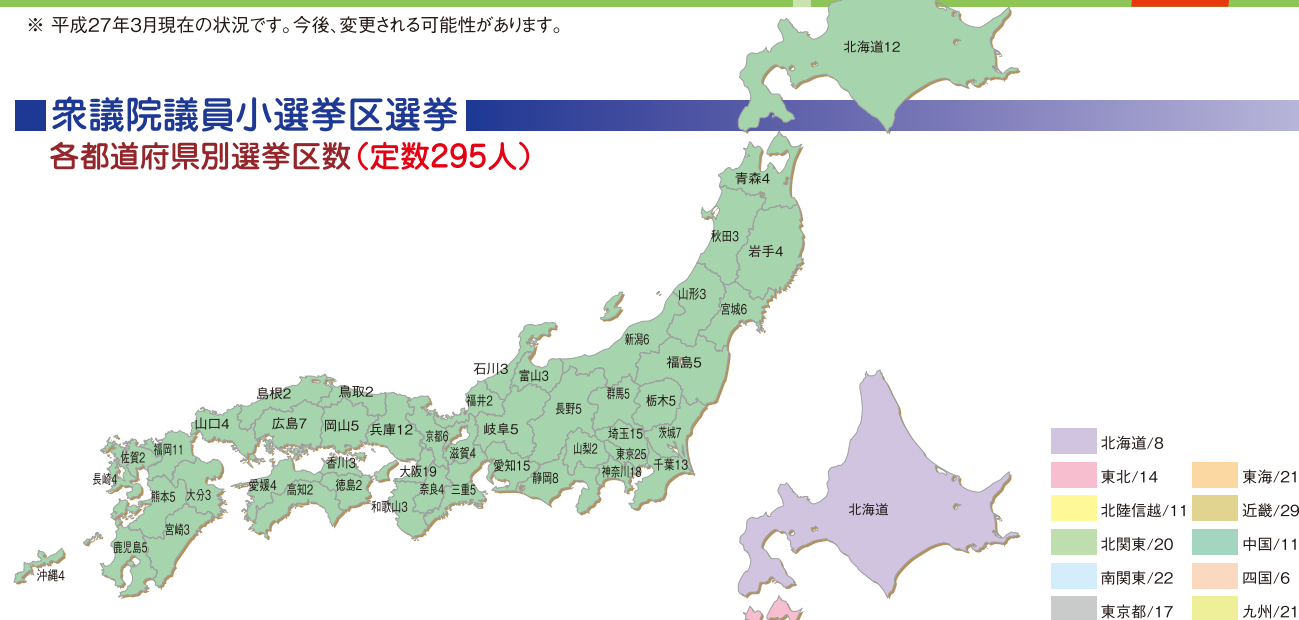 ※ 平成27年3月現在の状況です。今後、変更される可能性があります。
衆議院議員小選挙区選挙
各都道府県別選挙区数（定数295人）
北海道12
青森4
秋田3
岩手4
山形3
宮城6
新潟6
福島5
石川3
富山3
群馬5
栃木5
福井2
長野5
島根2
鳥取2
山口4
広島7
岡山5
兵庫12
京都6
岐阜5
滋賀4
山梨2
埼玉15
茨城7
東京25
千葉13
神奈川18
愛知15
静岡8
福岡11
佐賀2
長崎4
熊本5
大分3
宮崎3
鹿児島5
沖縄4
愛媛4
高知2
香川3
徳島2
大阪19
奈良4
三重5
和歌山3
北海道
北海道/8
東北/14
東海/21
北陸信越/11
近畿/29
北関東/20
中国/11
南関東/22
四国/6
東京都/17
九州/21